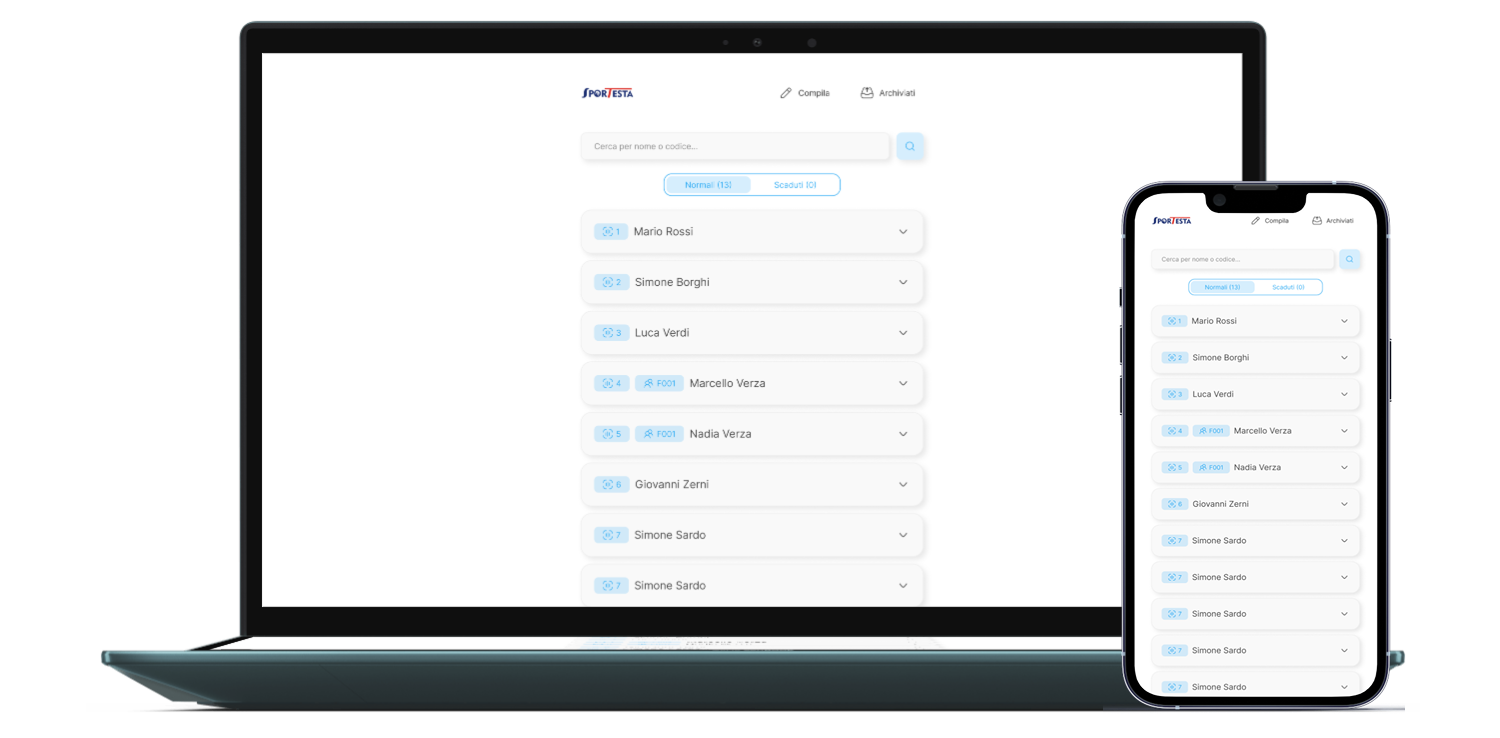 SPORTESTA Compila Archiviati
Cerca per nome o codice...
Normali (13) Scaduti (0)
1 Mario Rossi
2 Simone Borghi
3 Luca Verdi
4 F001 Marcello Verza
5 F001 Nadia Verza
6 Giovanni Zerni
7 Simone Sardo
7 Simone Sardo
SPORTESTA Compila Archiviati
Cerca per nome o codice...
Normali (13) Scaduti (0)
1 Mario Rossi
2 Simone Borghi
3 Luca Verdi
4 F001 Marcello Verza
5 F001 Nadia Verza
6 Giovanni Zerni
7 Simone Sardo
7 Simone Sardo
7 Simone Sardo
7 Simone Sardo
7 Simone Sardo